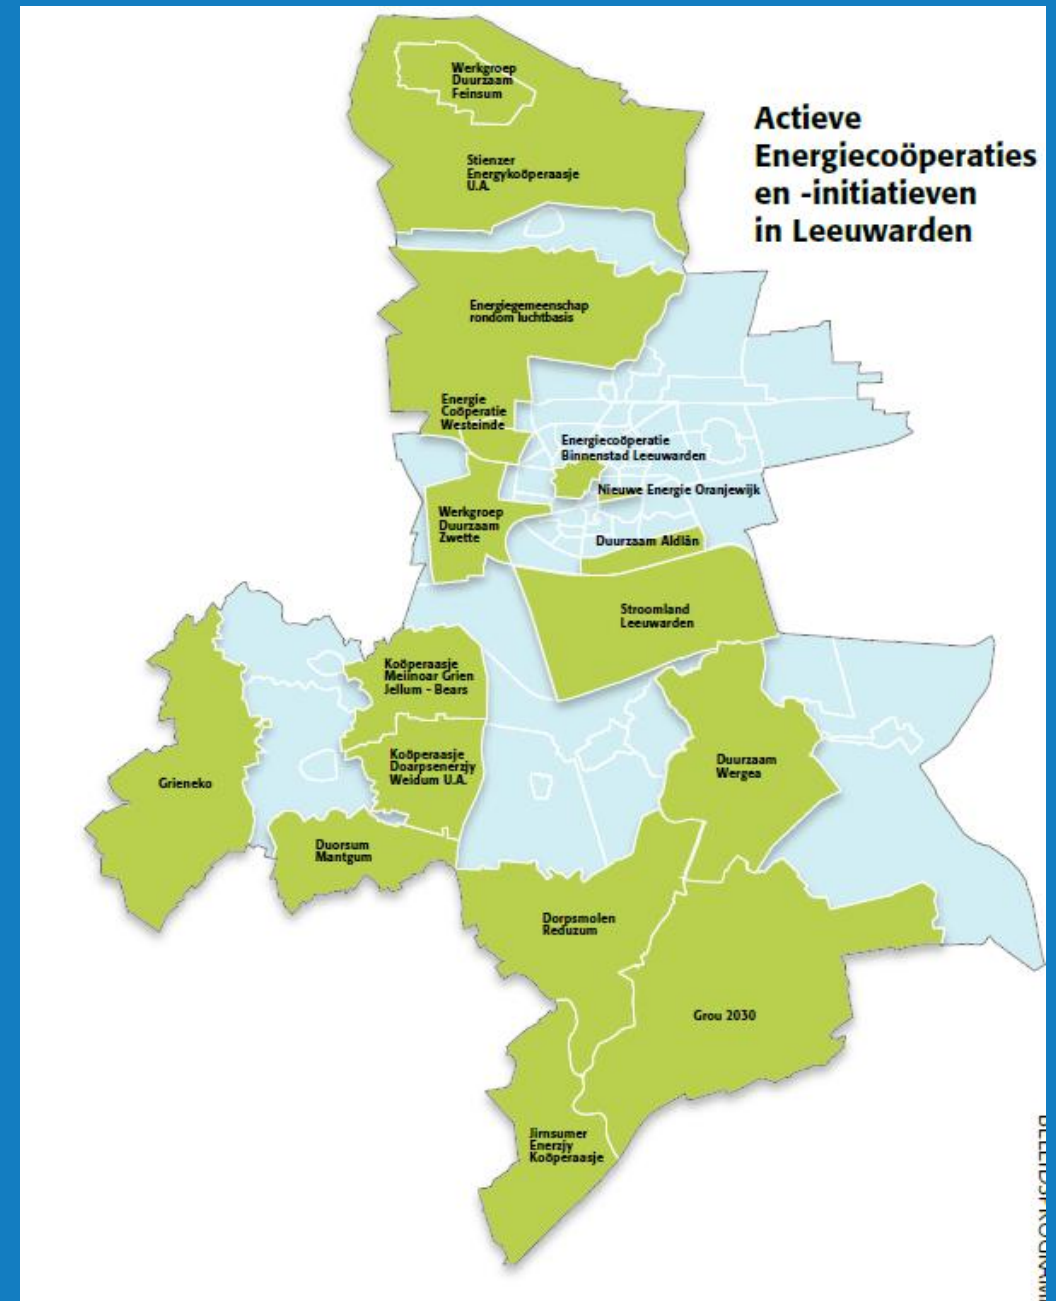 Actieve
Energiecoöperaties
en -initiatieven
in Leeuwarden
Werkgroep
Duurzaam
Feinsum
Stienzer
Energykoöperaasje
U.A.
Energiegemeenschap
rondom luchtbasis
Energie
Coöperatie
Westeinde
Energiecoöperatie
Binnenstad Leeuwarden
Nieuwe Energie Oranjewijk
Werkgroep
Duurzaam
Zwette
Duurzaam Aldlân
Stroomland
Leeuwarden
Koöperaasje
Meiinoar Grien
Jellum - Bears
Koöperaasje
Doarpsenerzjy
Weidum U.A.
Duurzaam
Wergea
Grieneko
Duorsum
Mantgum
Dorpsmolen
Reduzum
Grou 2030
Jirnsumer
Enerzjy
Koöperaasje